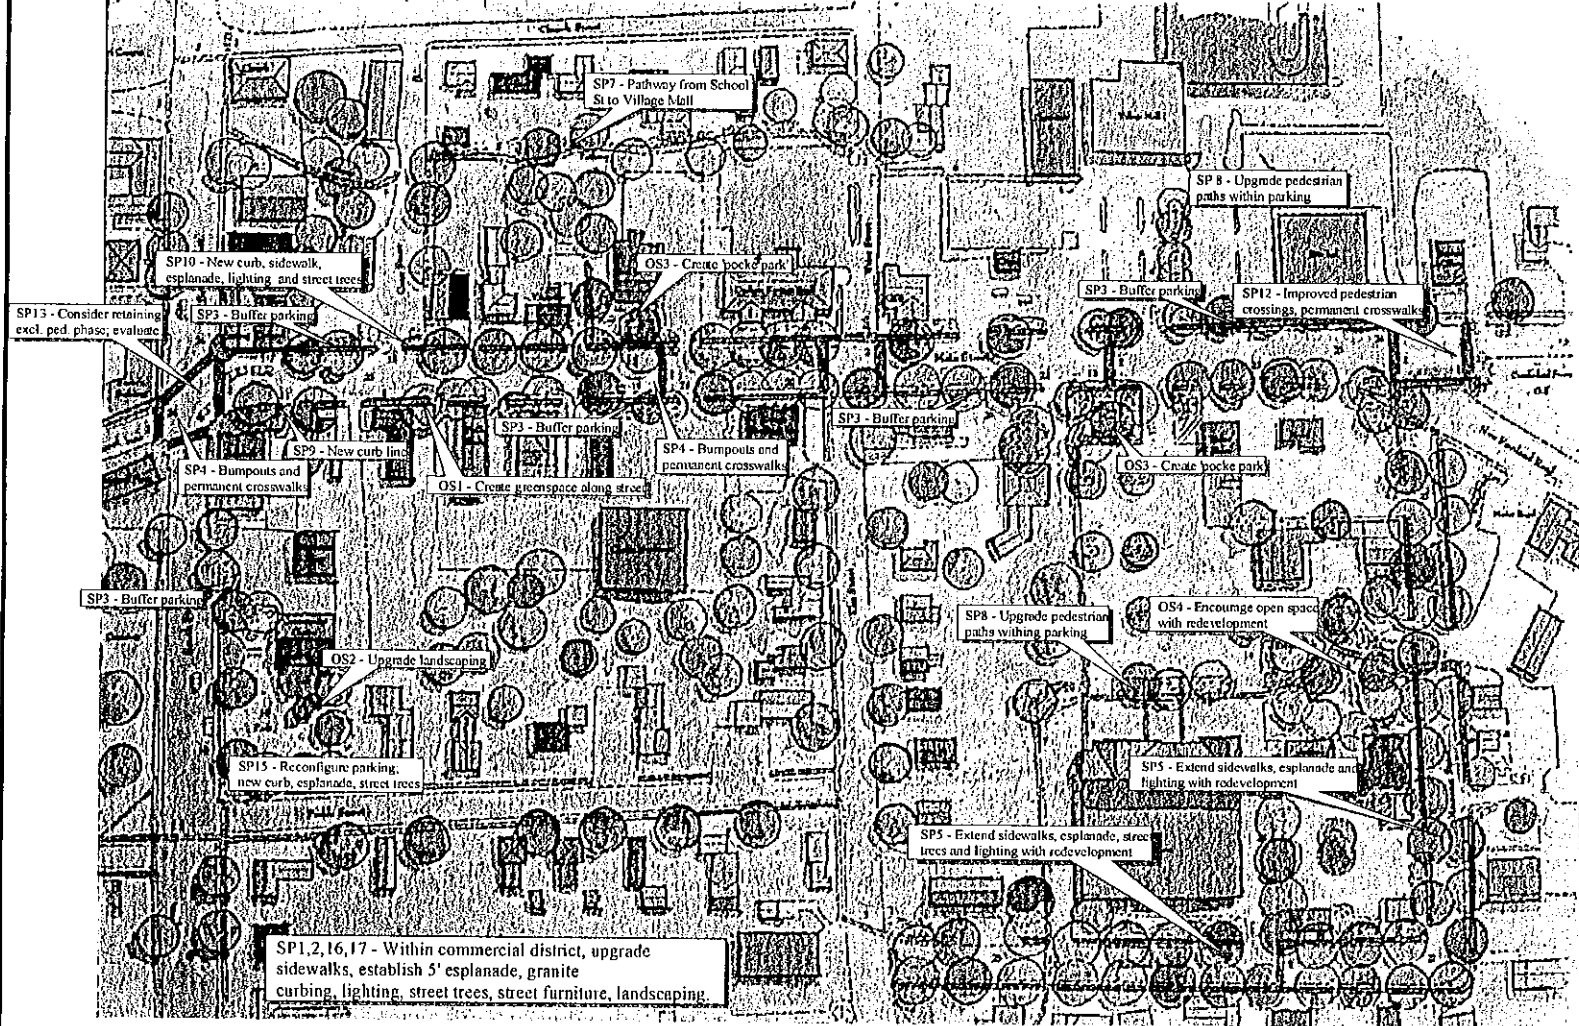 Church Street
SP7 - Pathway from School
St to Village Mall
SP 8 - Upgrade pedestrian
paths within parking
SP10 - New curb, sidewalk,
esplanade, lighting and street trees
OS3 - Create 'pocke park'
SP3 - Buffer parking
SP12 - Improved pedestrian
crossings, permanent crosswalks
SP13 - Consider retaining
excl. ped. phase; evaluate
SP3 - Buffer parking
Main Street
SP3 - Buffer parking
SP3 - Buffer parking
SP9 - New curb line
SP4 - Bumpouts and
permanent crosswalks
SP4 - Bumpouts and
permanent crosswalks
OS1 - Create greenspace along street
OS3 - Create 'pocke park'
SP3 - Buffer parking
SP8 - Upgrade pedestrian
paths withing parking
OS4 - Encourage open space
with redevelopment
OS2 - Upgrade landscaping
SP15 - Reconfigure parking;
new curb, esplanade, street trees
SP5 - Extend sidewalks, esplanade and
lighting with redevelopment
SP5 - Extend sidewalks, esplanade, stree
trees and lighting with redevelopment
SP1,2,16,17 - Within commercial district, upgrade
sidewalks, establish 5' esplanade, granite
curbing, lighting, street trees, street furniture, landscaping,